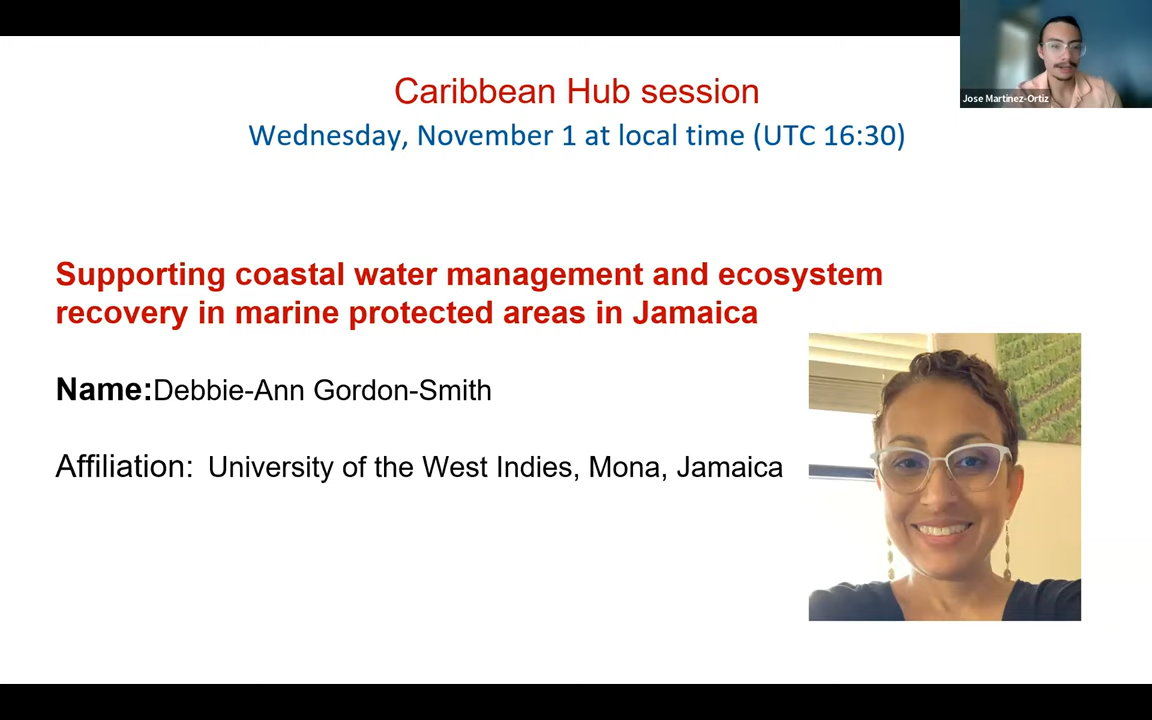 Caribbean Hub session
Wednesday, November 1 at local time (UTC 16:30)
Jose Martinez-Ortiz
Supporting coastal water management and ecosystem
recovery in marine protected areas in Jamaica
Name:Debbie-Ann Gordon-Smith
Affiliation: University of the West Indies, Mona, Jamaica